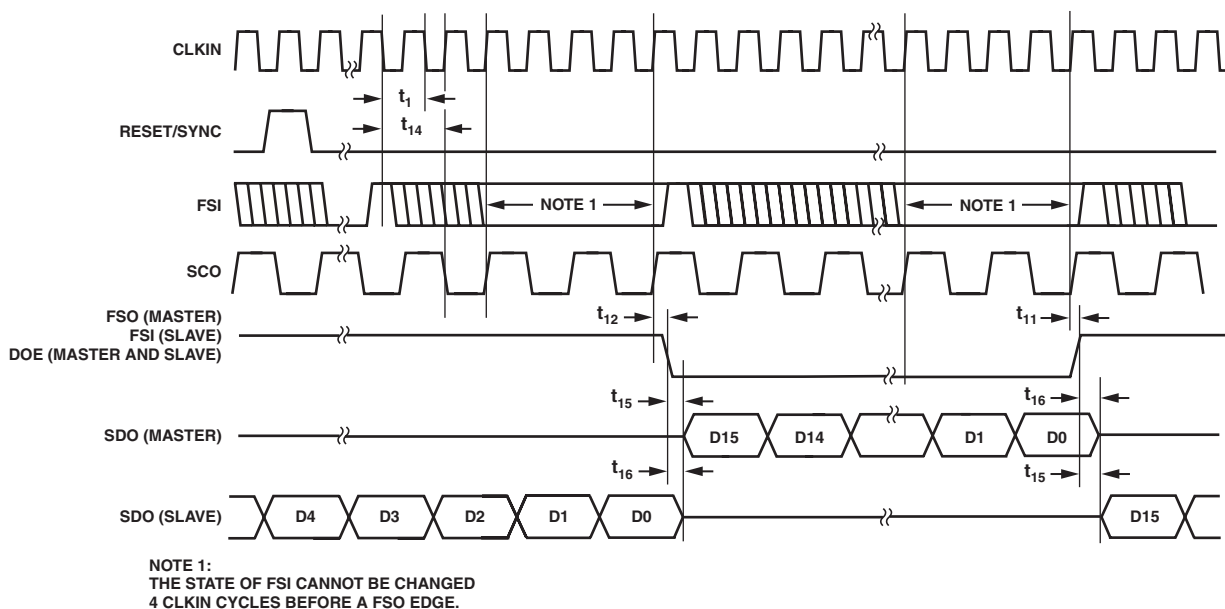 CLKIN
t1
t14
RESET/SYNC
FSI
NOTE 1
NOTE 1
SCO
FSO (MASTER)
FSI (SLAVE)
DOE (MASTER AND SLAVE)
t12
t11
t15
t16
SDO (MASTER)
D15
D14
D1
D0
t16
t15
SDO (SLAVE)
D4
D3
D2
D1
D0
D15
NOTE 1:
THE STATE OF FSI CANNOT BE CHANGED
4 CLKIN CYCLES BEFORE A FSO EDGE.